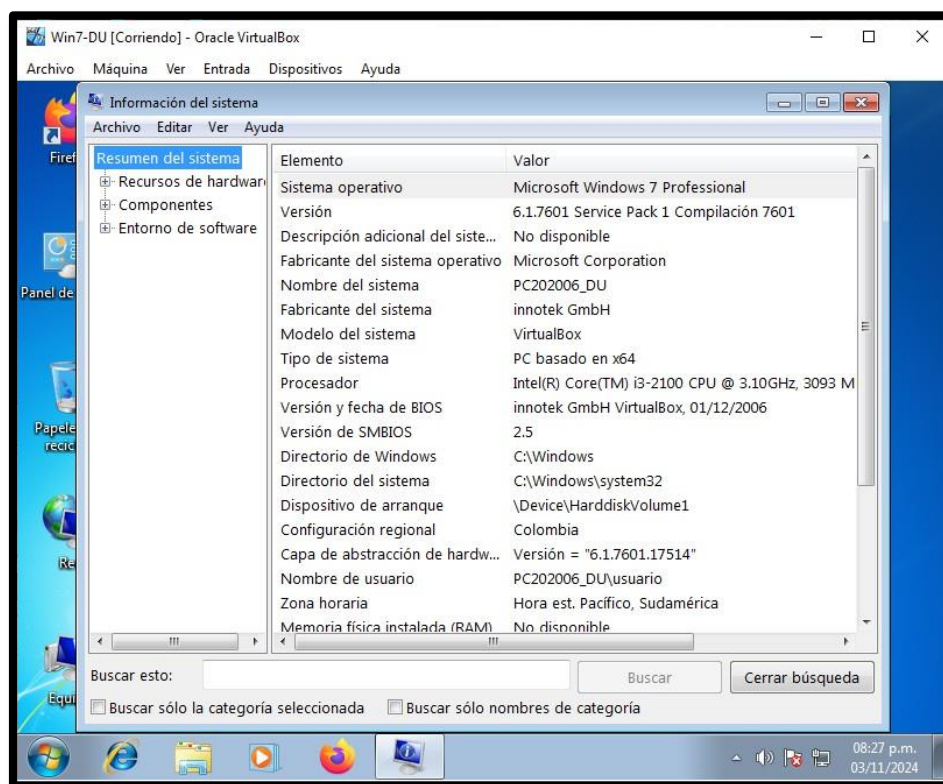 Win7-DU [Corriendo] - Oracle VirtualBox
Archivo Máquina Ver Entrada Dispositivos Ayuda
Información del sistema
Archivo Editar Ver Ayuda
Resumen del sistema
Recursos de hardware
Componentes
Entorno de software
Elemento Valor
Sistema operativo Microsoft Windows 7 Professional
Versión 6.1.7601 Service Pack 1 Compilación 7601
Descripción adicional del siste... No disponible
Fabricante del sistema operativo Microsoft Corporation
Nombre del sistema PC202006_DU
Fabricante del sistema innotek GmbH
Modelo del sistema VirtualBox
Tipo de sistema PC basado en x64
Procesador Intel(R) Core(TM) i3-2100 CPU @ 3.10GHz, 3093 M
Versión y fecha de BIOS innotek GmbH VirtualBox, 01/12/2006
Versión de SMBIOS 2.5
Directorio de Windows C:\Windows
Directorio del sistema C:\Windows\system32
Dispositivo de arranque \Device\HarddiskVolume1
Configuración regional Colombia
Capa de abstracción de hardw... Versión = "6.1.7601.17514"
Nombre de usuario PC202006_DU\usuario
Zona horaria Hora est. Pacífico, Sudamérica
Memoria física instalada (RAM) No disponible
Buscar esto: Buscar Cerrar búsqueda
Buscar sólo la categoría seleccionada Buscar sólo nombres de categoría
Firef
Panel de
Papele
recic
Re
Equi
08:27 p.m.
03/11/2024